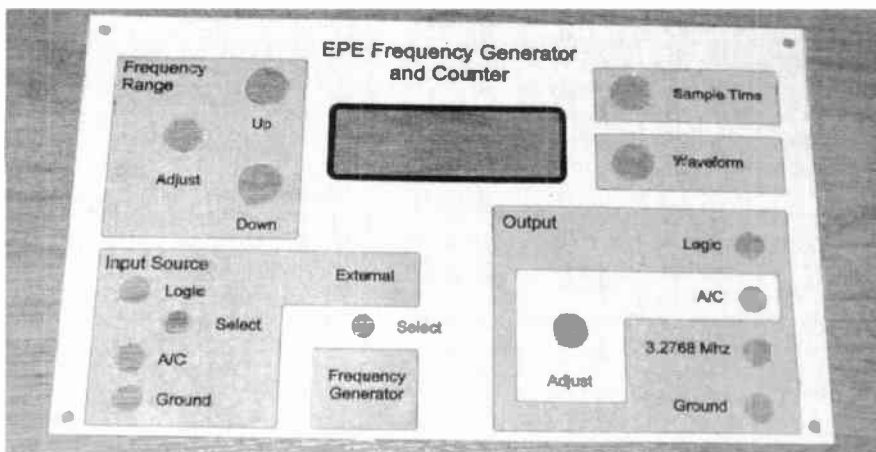 EPE Frequency Generator
and Counter
Frequency
Range
Up
Adjust
Down
Sample Time
Waveform
Input Source
Logic
Select
A/C
Ground
External
Select
Frequency
Generator
Output
Logic
A/C
3.2768 Mhz
Adjust
Ground